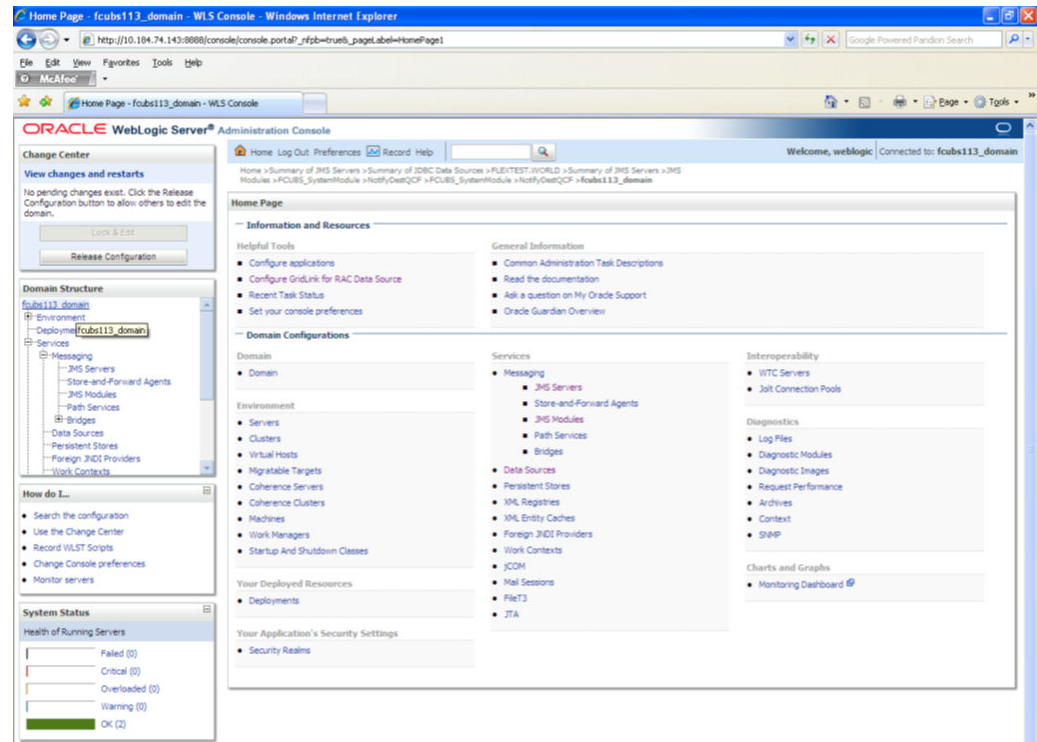 Home Page - fcubs113_domain - WLS Console - Windows Internet Explorer
http://10.184.74.143:8888/console/console.portal?_nfpb=true&_pageLabel=HomePage1
Google Powered Pandion Search
File Edit View Favorites Tools Help
McAfee
Home Page - fcubs113_domain - WLS Console
Page Tools
ORACLE WebLogic Server® Administration Console
Change Center
View changes and restarts
No pending changes exist. Click the Release
Configuration button to allow others to edit the
domain.
Lock & Edit
Release Configuration
Domain Structure
fcubs113_domain
Environment
Deployme
fcubs113_domain
Services
Messaging
JMS Servers
Store-and-Forward Agents
JMS Modules
Path Services
Bridges
Data Sources
Persistent Stores
Foreign JNDI Providers
Work Contexts
How do I...
Search the configuration
Use the Change Center
Record WLST Scripts
Change Console preferences
Monitor servers
System Status
Health of Running Servers
Failed (0)
Critical (0)
Overloaded (0)
Warning (0)
OK (2)
Home Log Out Preferences Record Help
Welcome, weblogic Connected to: fcubs113_domain
Home >Summary of JMS Servers >Summary of JDBC Data Sources >FLEXTEST.WORLD >Summary of JMS Servers >JMS
Modules >FCUBS_SystemModule >NotifyDestQCF >FCUBS_SystemModule >NotifyDestQCF >fcubs113_domain
Home Page
Information and Resources
Helpful Tools
Configure applications
Configure GridLink for RAC Data Source
Recent Task Status
Set your console preferences
General Information
Common Administration Task Descriptions
Read the documentation
Ask a question on My Oracle Support
Oracle Guardian Overview
Domain Configurations
Domain
Domain
Environment
Servers
Clusters
Virtual Hosts
Migratable Targets
Coherence Servers
Coherence Clusters
Machines
Work Managers
Startup And Shutdown Classes
Your Deployed Resources
Deployments
Your Application's Security Settings
Security Realms
Services
Messaging
JMS Servers
Store-and-Forward Agents
JMS Modules
Path Services
Bridges
Data Sources
Persistent Stores
XML Registries
XML Entity Caches
Foreign JNDI Providers
Work Contexts
jCOM
Mail Sessions
FileT3
JTA
Interoperability
WTC Servers
Jolt Connection Pools
Diagnostics
Log Files
Diagnostic Modules
Diagnostic Images
Request Performance
Archives
Context
SNMP
Charts and Graphs
Monitoring Dashboard